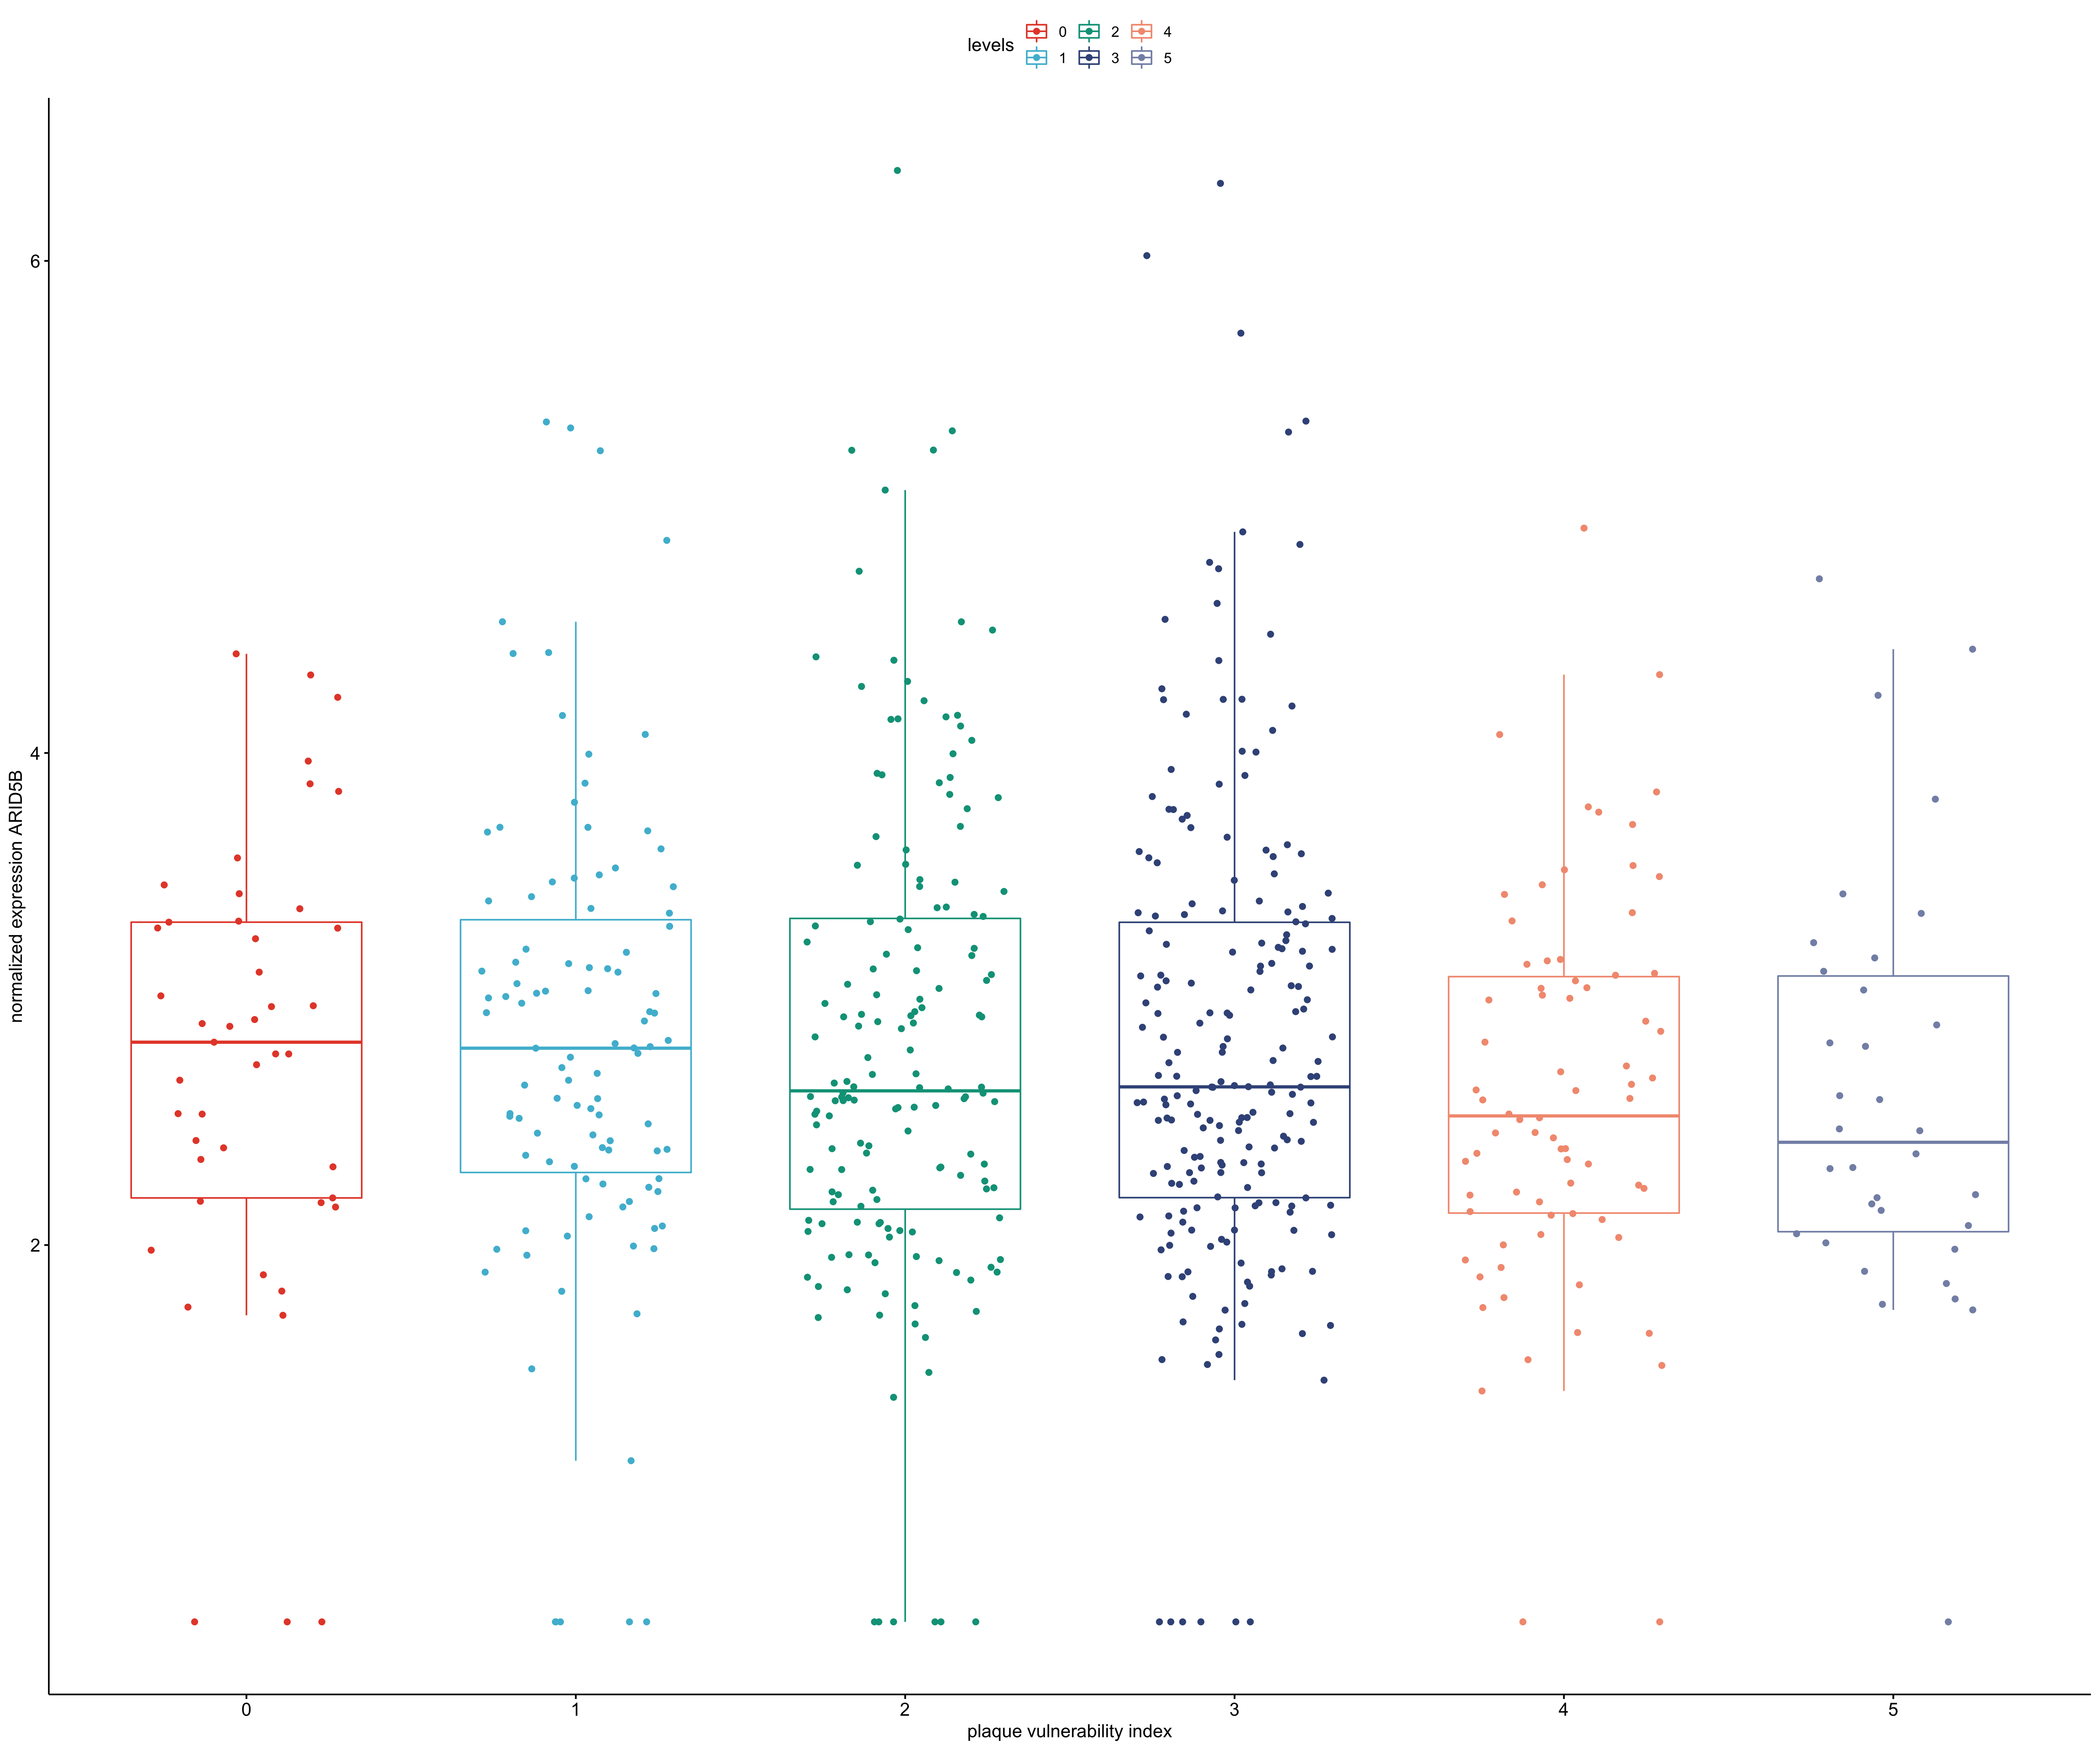 levels 0 2 4
1 3 5
6
4
2
normalized expression ARID5B
0 1 2 3 4 5
plaque vulnerability index